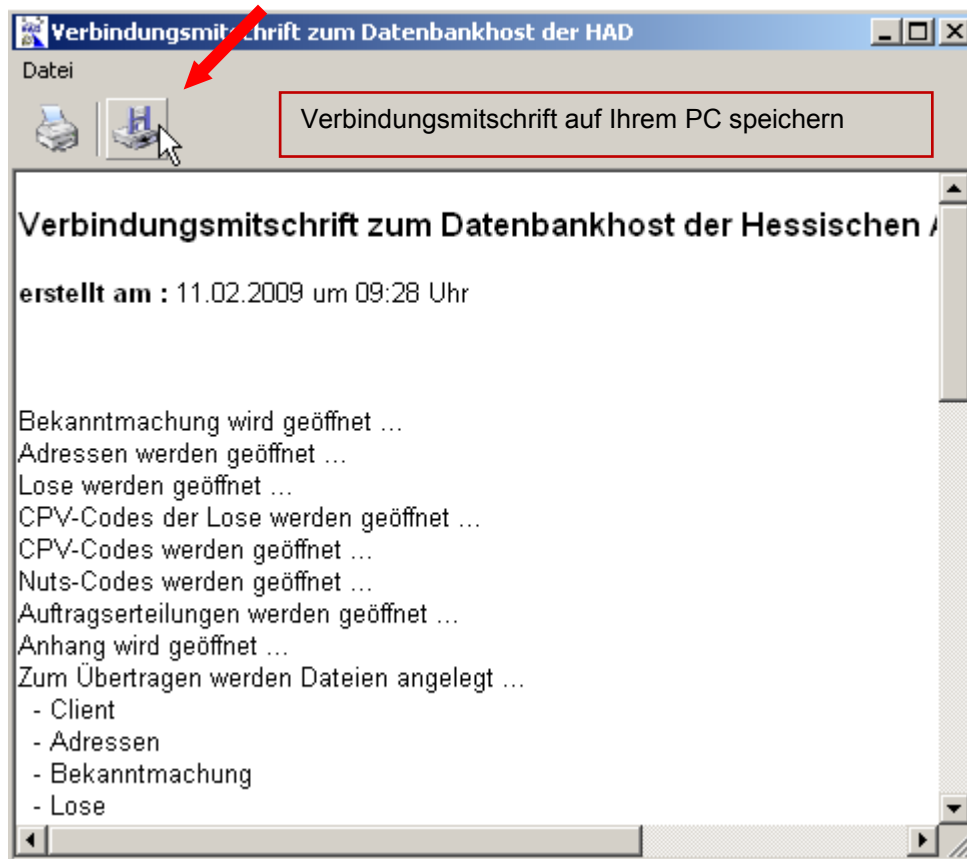 Verbindungsmitschrift zum Datenbankhost der HAD
Datei
Verbindungsmitschrift auf Ihrem PC speichern
Verbindungsmitschrift zum Datenbankhost der Hessischen
erstellt am : 11.02.2009 um 09:28 Uhr
Bekanntmachung wird geöffnet ...
Adressen werden geöffnet ...
Lose werden geöffnet ...
CPV-Codes der Lose werden geöffnet ...
CPV-Codes werden geöffnet ...
Nuts-Codes werden geöffnet ...
Auftragserteilungen werden geöffnet ...
Anhang wird geöffnet ...
Zum Übertragen werden Dateien angelegt ...
- Client
- Adressen
- Bekanntmachung
- Lose